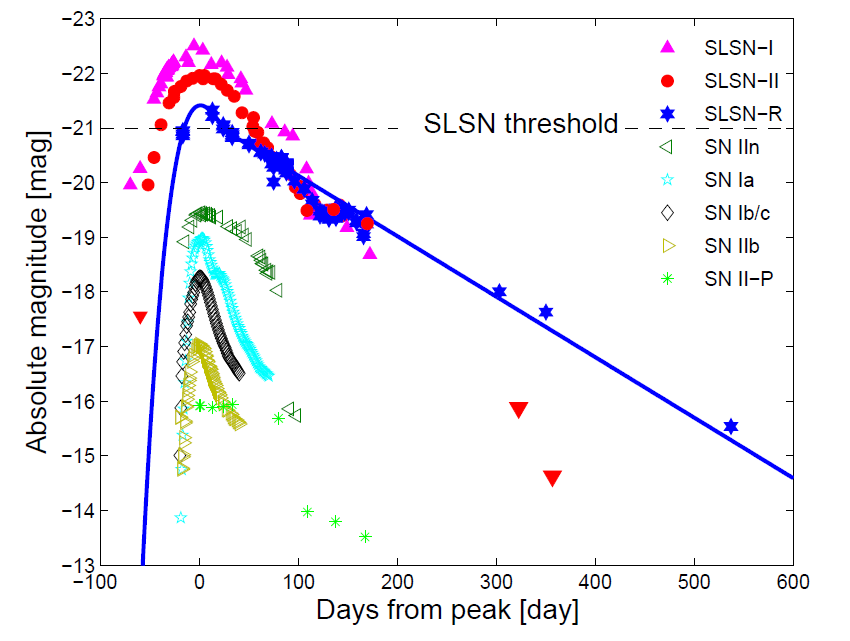 −23
−22
−21
−20
−19
−18
−17
−16
−15
−14
−13
Absolute magnitude [mag]
SLSN threshold
SLSN−I
SLSN−II
SLSN−R
SN IIn
SN Ia
SN Ib/c
SN IIb
SN II−P
−100 0 100 200 300 400 500 600
Days from peak [day]